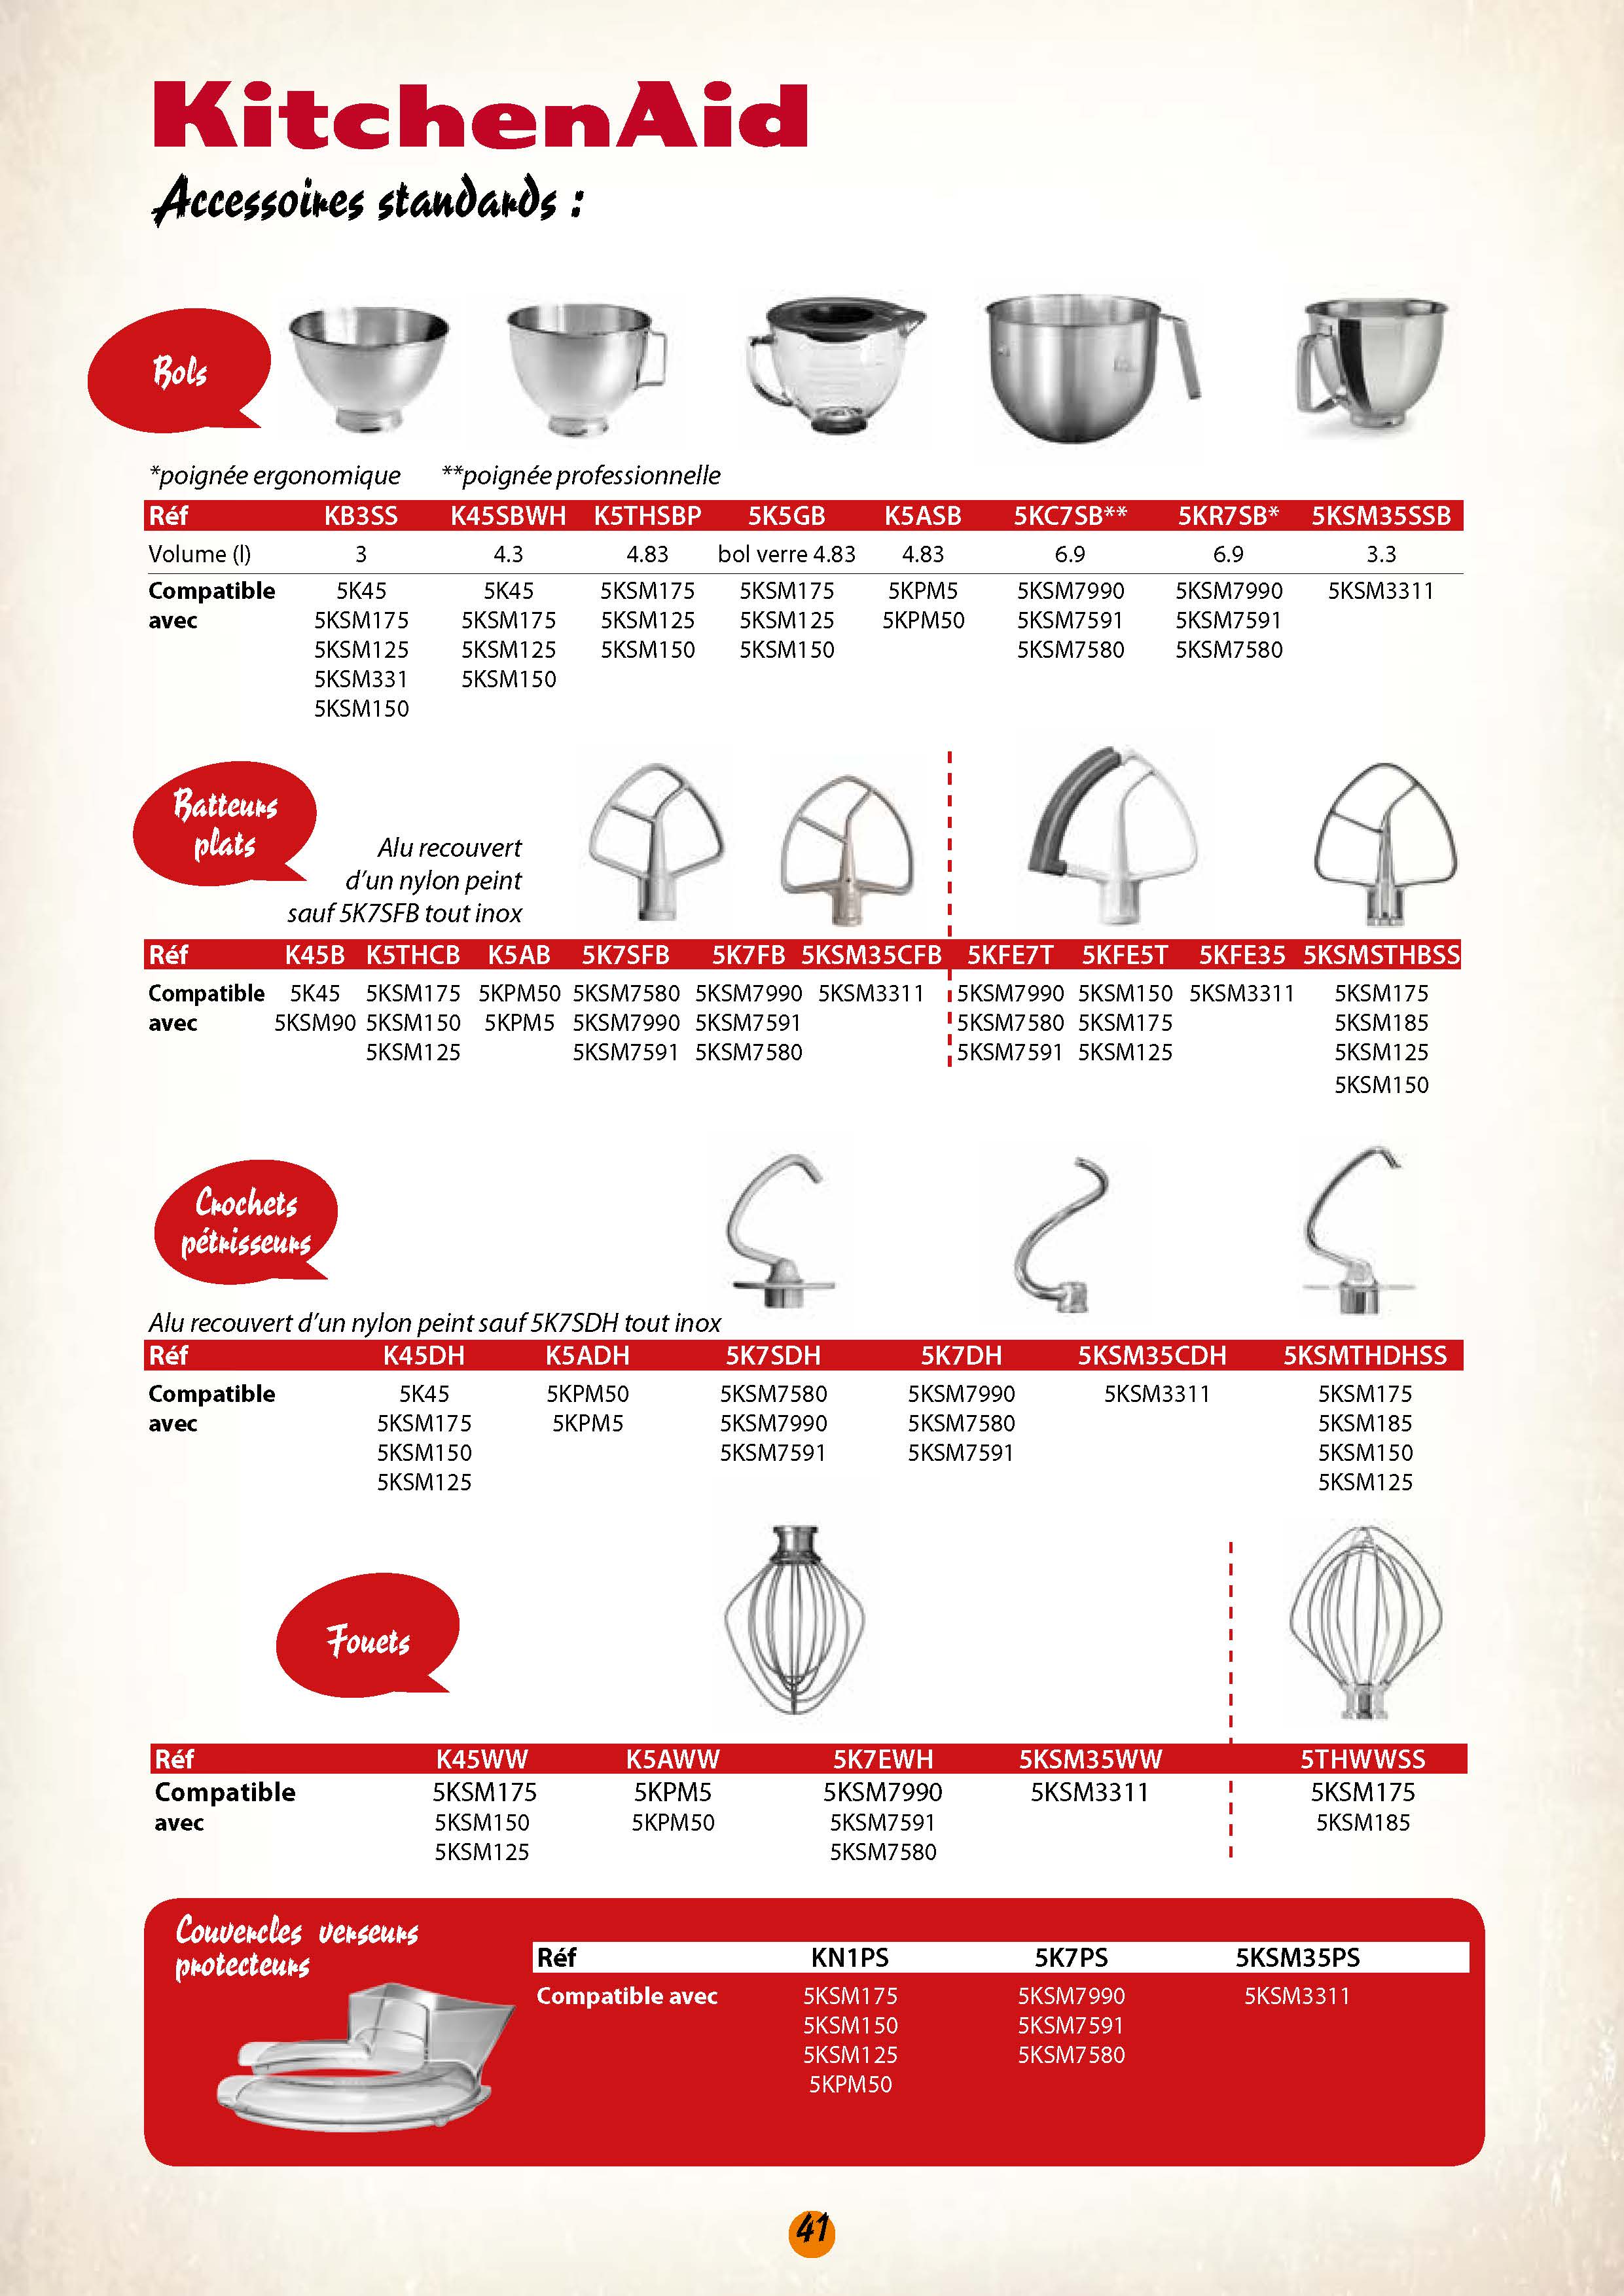 KitchenAid
Accessoires standards :
Bols
*poignée ergonomique **poignée professionnelle
Réf KB3SS K45SBWH K5THSBP 5K5GB K5ASB 5KC7SB** 5KR7SB* 5KSM35SSB
Volume (l) 3 4.3 4.83 bol verre 4.83 4.83 6.9 6.9 3.3
Compatible 5K45 5K45 5KSM175 5KSM175 5KPM5 5KSM7990 5KSM7990 5KSM3311
avec 5KSM175 5KSM175 5KSM125 5KSM125 5KPM50 5KSM7591 5KSM7591
5KSM125 5KSM125 5KSM150 5KSM150 5KSM7580 5KSM7580
5KSM331 5KSM150
5KSM150
Batteurs
plats
Alu recouvert
d'un nylon peint
sauf 5K7SFB tout inox
Réf K45B K5THCB K5AB 5K7SFB 5K7FB 5KSM35CFB 5KFE7T 5KFE5T 5KFE35 5KSMSTHBSS
Compatible 5K45 5KSM175 5KPM50 5KSM7580 5KSM7990 5KSM3311 5KSM7990 5KSM150 5KSM3311 5KSM175
avec 5KSM90 5KSM150 5KPM5 5KSM7990 5KSM7591 5KSM7580 5KSM175 5KSM185
5KSM125 5KSM7591 5KSM7580 5KSM7591 5KSM125 5KSM125
5KSM150
Crochets
pétrisseurs
Alu recouvert d'un nylon peint sauf 5K7SDH tout inox
Réf K45DH K5ADH 5K7SDH 5K7DH 5KSM35CDH 5KSMTHDHSS
Compatible 5K45 5KPM50 5KSM7580 5KSM7990 5KSM3311 5KSM175
avec 5KSM175 5KPM5 5KSM7990 5KSM7580 5KSM185
5KSM150 5KSM7591 5KSM7591 5KSM150
5KSM125 5KSM125
Fouets
Réf K45WW K5AWW 5K7EWH 5KSM35WW 5THWWSS
Compatible 5KSM175 5KPM5 5KSM7990 5KSM3311 5KSM175
avec 5KSM150 5KPM50 5KSM7591 5KSM185
5KSM125 5KSM7580
Couvercles verseurs
protecteurs
Réf KN1PS 5K7PS 5KSM35PS
Compatible avec 5KSM175 5KSM7990 5KSM3311
5KSM150 5KSM7591
5KSM125 5KSM7580
5KPM50
41